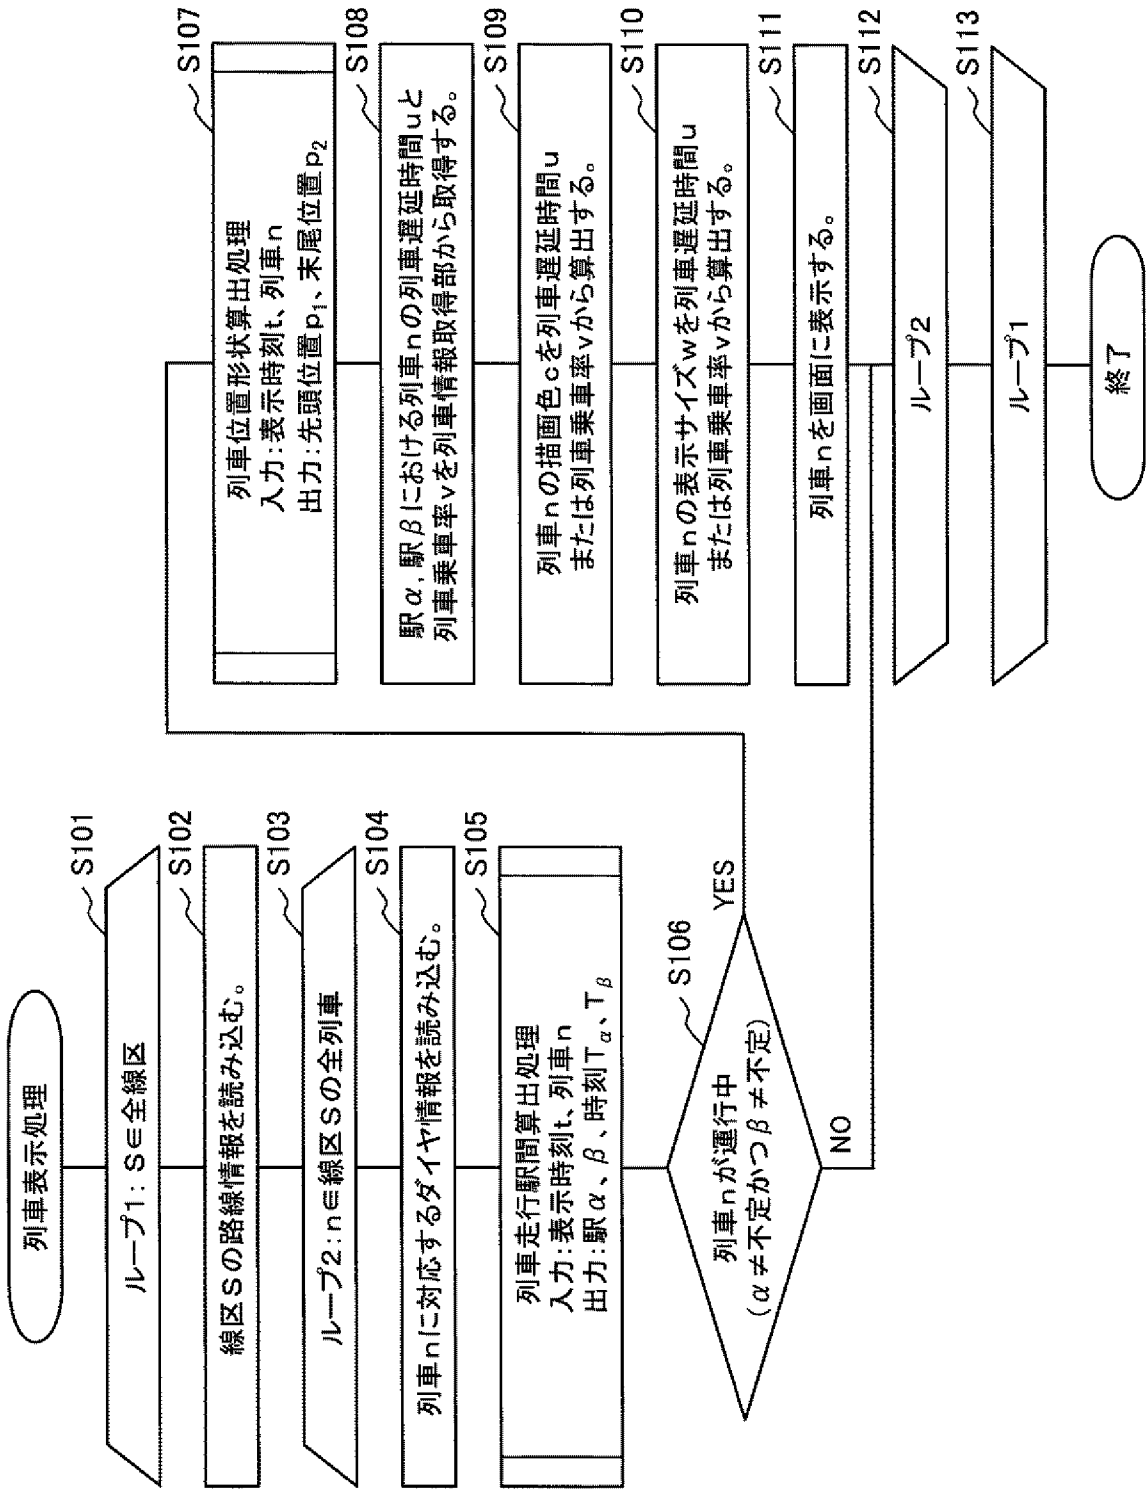 列車表示処理
S101
ループ1:S∈全線区
S102
線区Sの路線情報を読み込む。
S103
ループ2:n∈線区Sの全列車
S104
列車nに対応するダイヤ情報を読み込む。
S105
列車走行駅間算出処理
入力:表示時刻t、列車n
出力:駅α、β、時刻Tα、Tβ
S106
列車nが運行中
(α≠不定かつβ≠不定)
YES
NO
S107
列車位置形状算出処理
入力:表示時刻t、列車n
出力:先頭位置p1、末尾位置p2
S108
駅α,駅βにおける列車nの列車遅延時間uと
列車乗車率vを列車情報取得部から取得する。
S109
列車nの描画色cを列車遅延時間u
または列車乗車率vから算出する。
S110
列車nの表示サイズwを列車遅延時間u
または列車乗車率vから算出する。
S111
列車nを画面に表示する。
S112
ループ2
S113
ループ1
終了